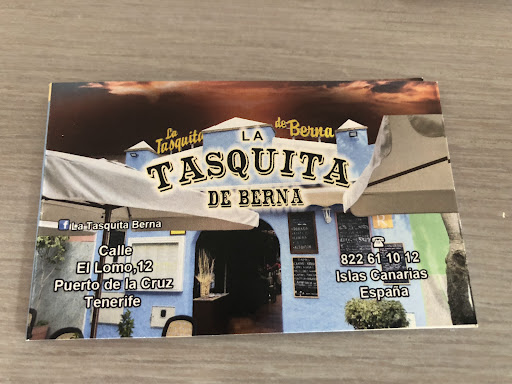 La
Tasquita
de Berna
LA
TASQUITA
DE BERNA
La Tasquita Berna
Calle
El Lomo,12
Puerto de la Cruz
Tenerife
822 61 10 12
Islas Canarias
España